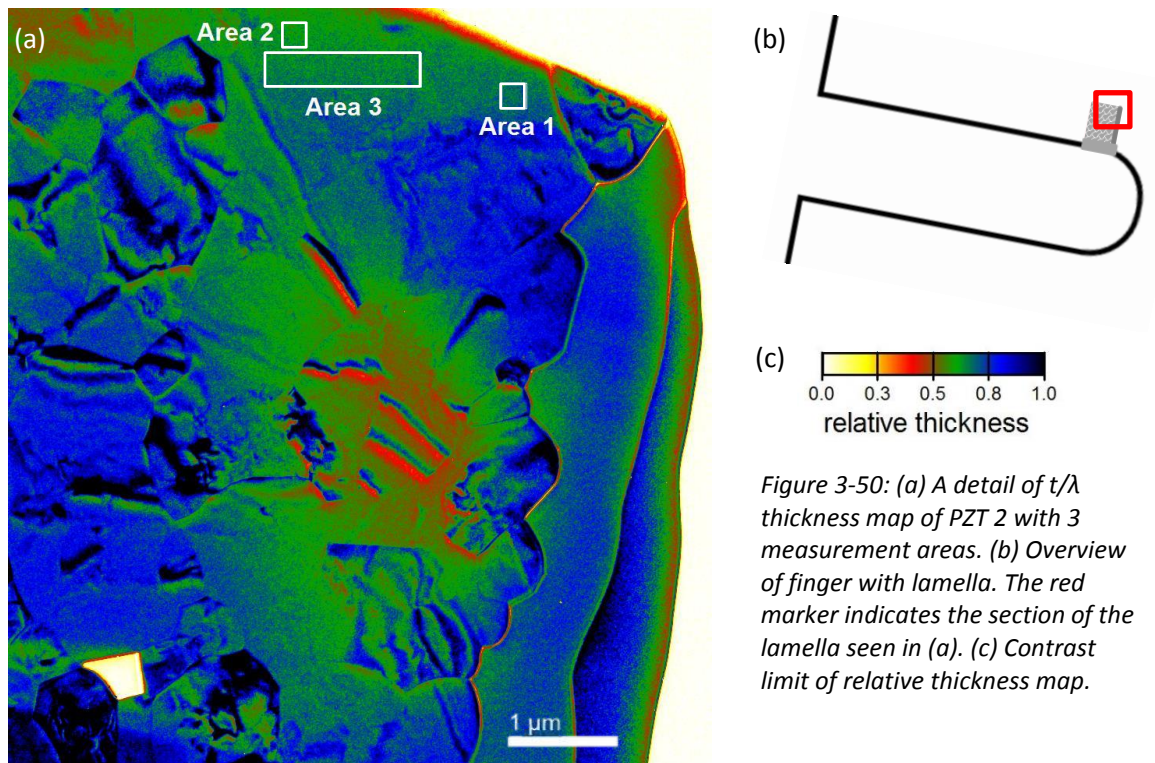 (a)
Area 2
Area 3
Area 1
1 µm
(b)
(c)
0.0 0.3 0.5 0.8 1.0
relative thickness
Figure 3-50: (a) A detail of t/λ
thickness map of PZT 2 with 3
measurement areas. (b) Overview
of finger with lamella. The red
marker indicates the section of the
lamella seen in (a). (c) Contrast
limit of relative thickness map.